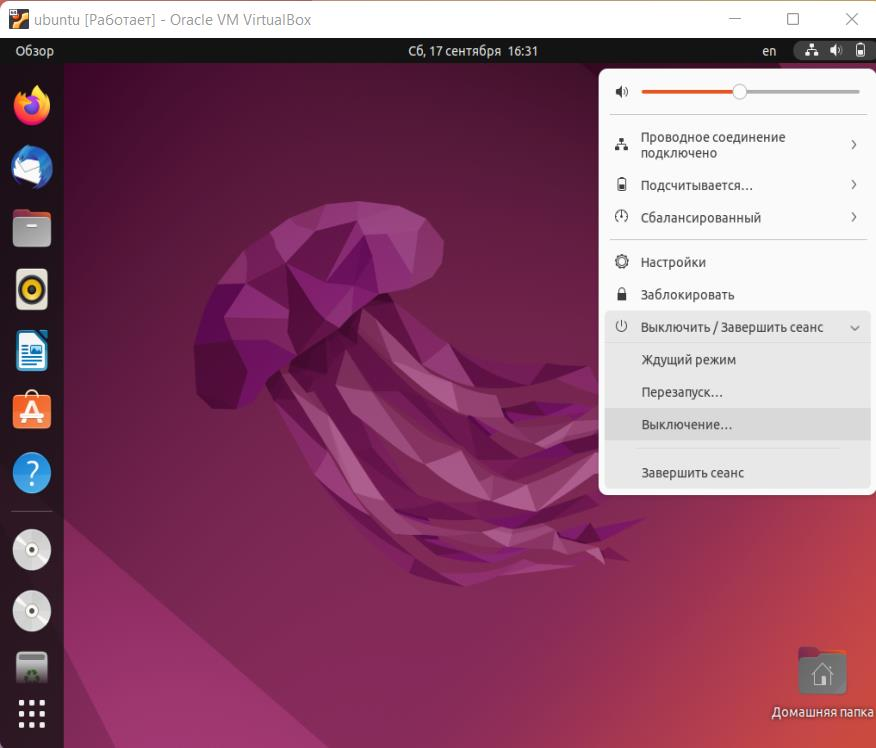 ubuntu [Работает] - Oracle VM VirtualBox
Обзор
Сб, 17 сентября 16:31
en
Проводное соединение
подключено
Подсчитывается...
Сбалансированный
Настройки
Заблокировать
Выключить / Завершить сеанс
Ждущий режим
Перезапуск...
Выключение...
Завершить сеанс
Домашняя папка